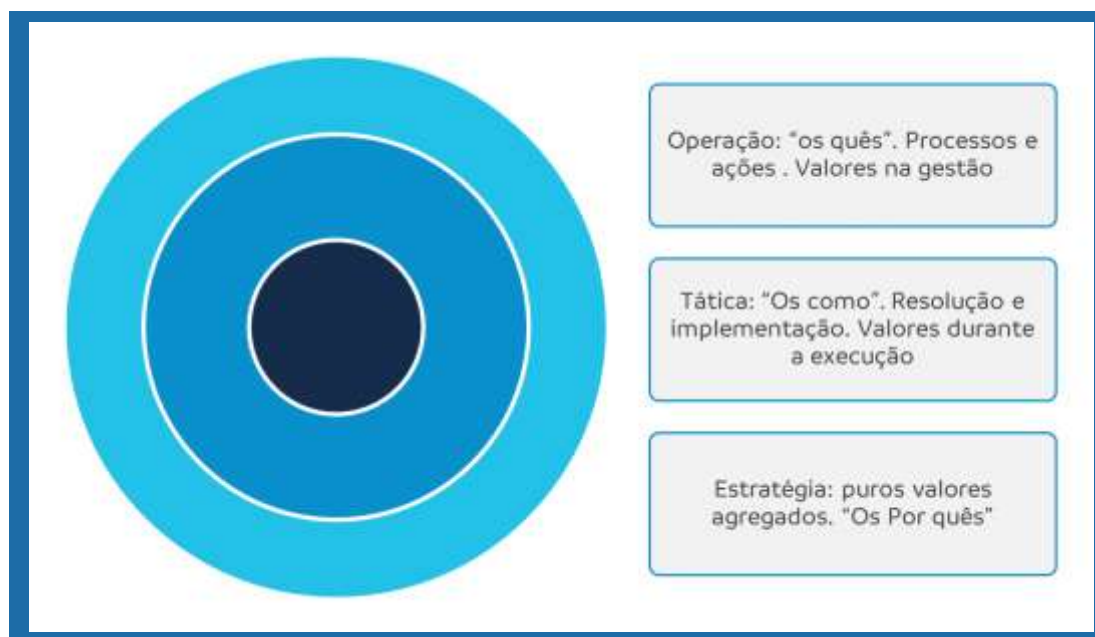 Operação: “os quês”. Processos e
ações . Valores na gestão
Tática: “Os como”. Resolução e
implementação. Valores durante
a execução
Estratégia: puros valores
agregados. “Os Por quês”